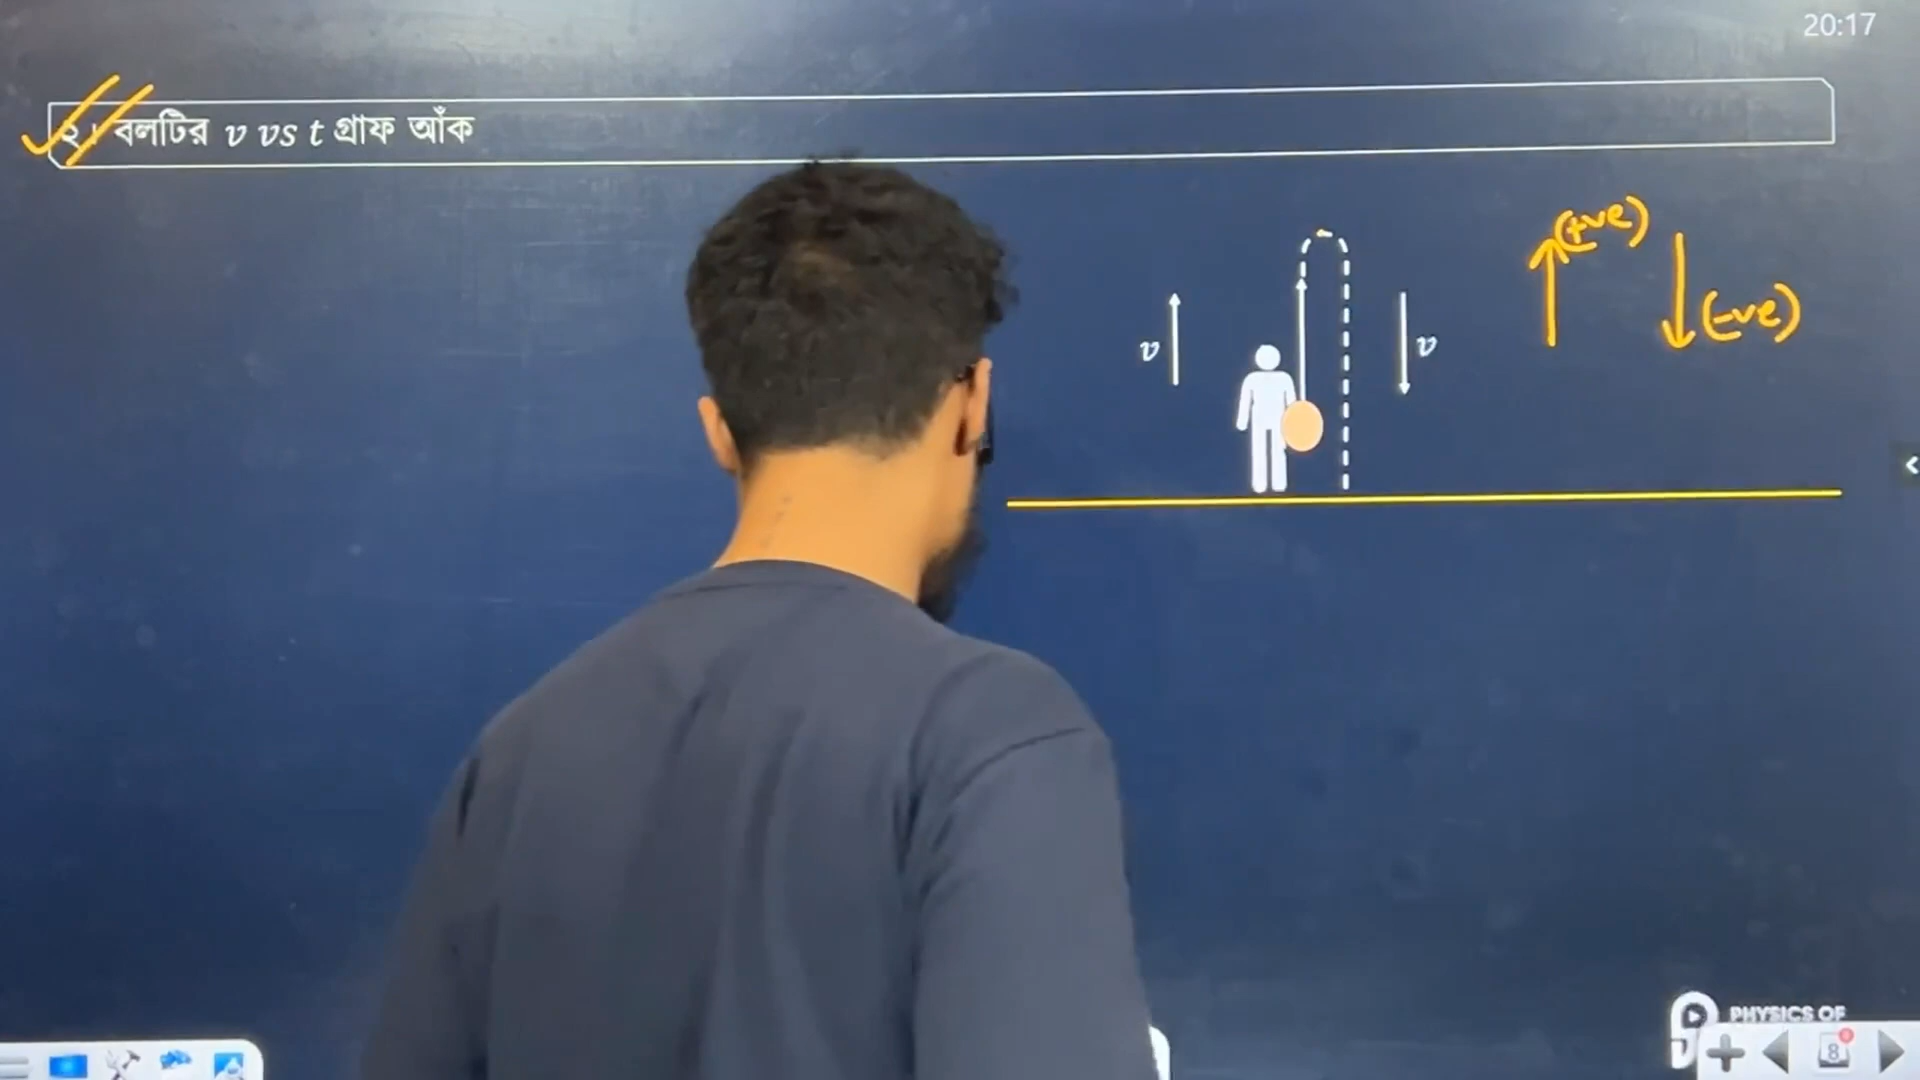 20:17
২। বলটির v vs t গ্রাফ আঁক
(+ve)
(-ve)
v
v
PHYSICS OF
8